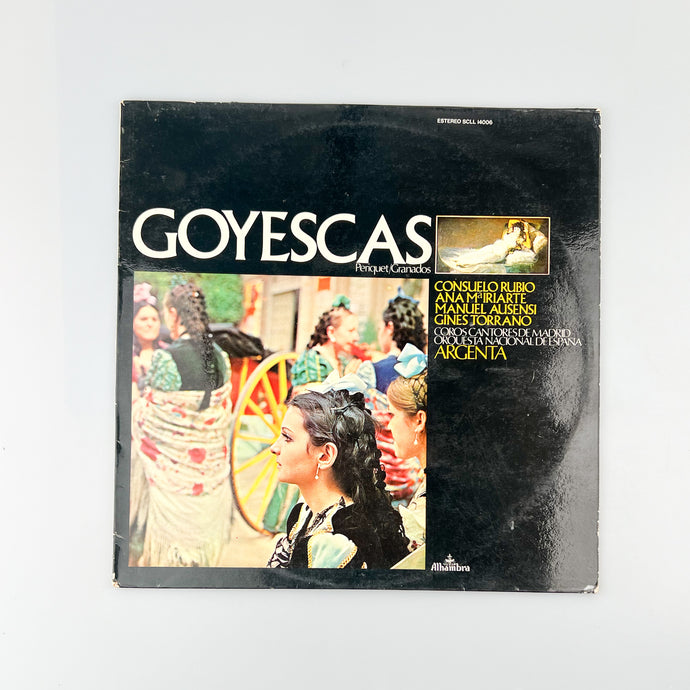 ESTEREO SCLL 14006
GOYESCAS
Periquet/Granados
CONSUELO RUBIO
ANA Mª IRIARTE
MANUEL AUSENSI
GINES TORRANO
COROS CANTORES DE MADRID
ORQUESTA NACIONAL DE ESPAÑA
ARGENTA
Alhambra